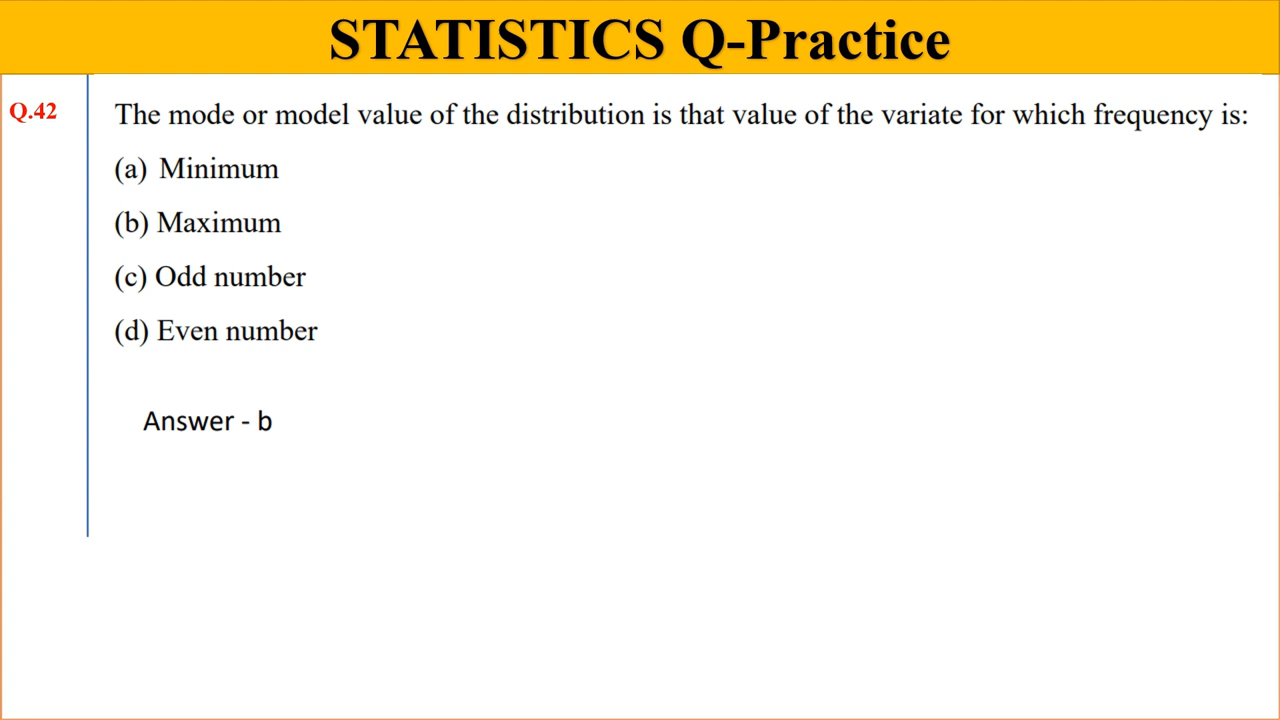 STATISTICS Q-Practice
Q.42
The mode or model value of the distribution is that value of the variate for which frequency is:
(a) Minimum
(b) Maximum
(c) Odd number
(d) Even number
Answer - b